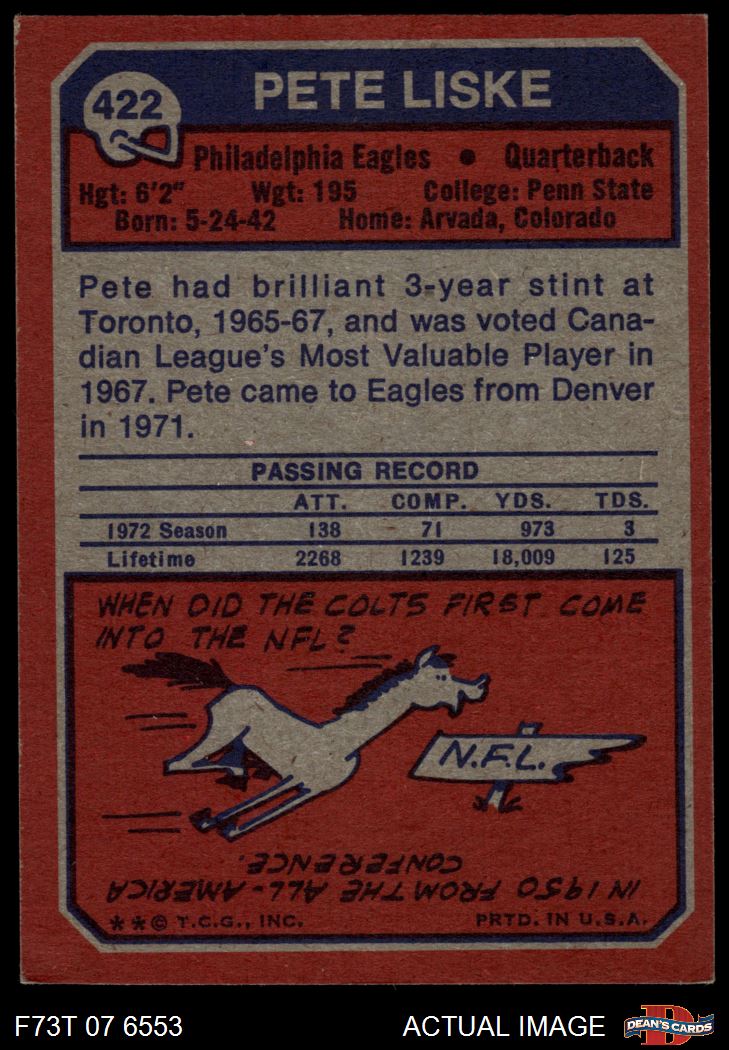 422
PETE LISKE
Philadelphia Eagles • Quarterback
Hgt: 6'2" Wgt: 195 College: Penn State
Born: 5-24-42 Home: Arvada, Colorado
Pete had brilliant 3-year stint at
Toronto, 1965-67, and was voted Cana-
dian League's Most Valuable Player in
1967. Pete came to Eagles from Denver
in 1971.
PASSING RECORD
ATT. COMP. YDS. TDS.
1972 Season 138 71 973 3
Lifetime 2268 1239 18,009 125
WHEN DID THE COLTS FIRST COME
INTO THE NFL?
N.F.L.
IN 1950 FROM THE ALL-AMERICA
CONFERENCE.
**© T.C.G., INC. PRTD. IN U.S.A.
F73T 07 6553 ACTUAL IMAGE
D
DEAN'S CARDS